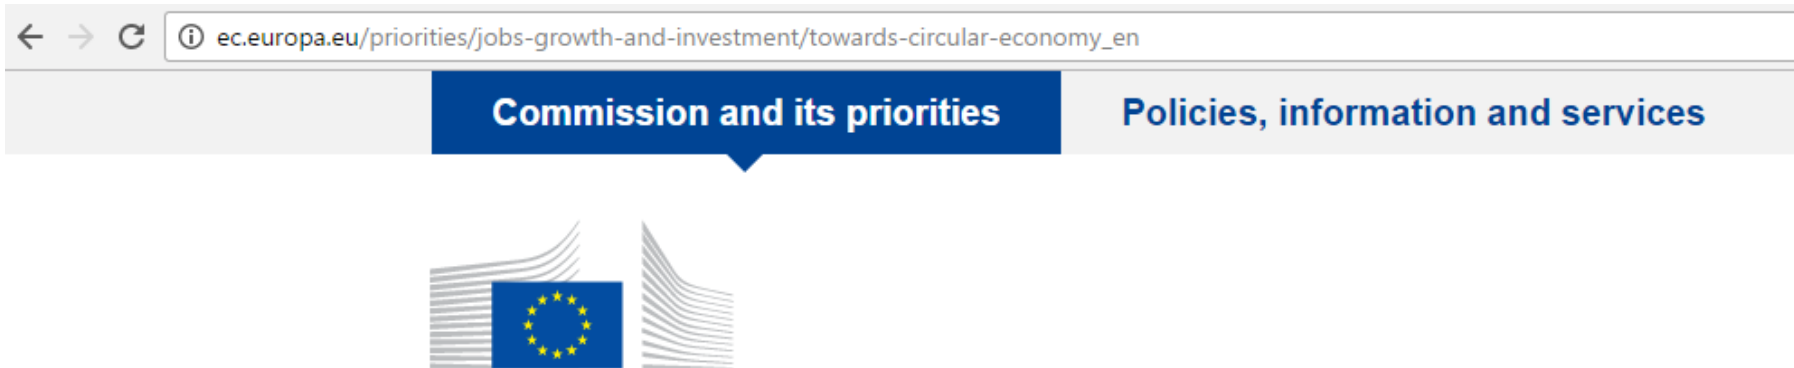 ec.europa.eu/priorities/jobs-growth-and-investment/towards-circular-economy_en
Commission and its priorities Policies, information and services